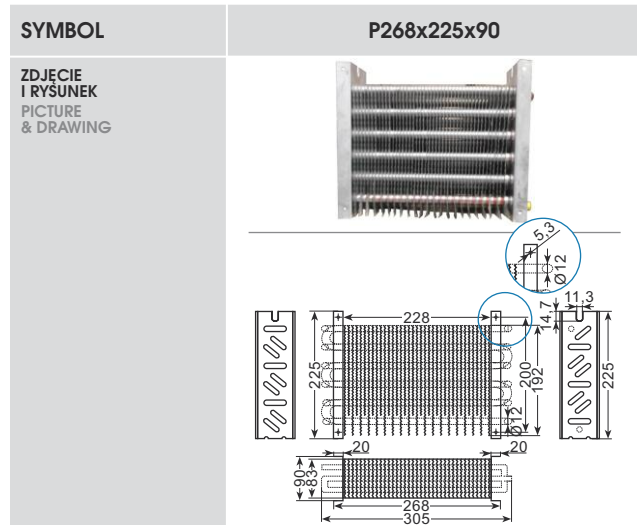 SYMBOL
P268x225x90
ZDJĘCIE
I RYSUNEK
PICTURE
& DRAWING
5,3
Ø12
11,3
14,7
228
225
200
192
225
Ø12
20
20
90
83
268
305